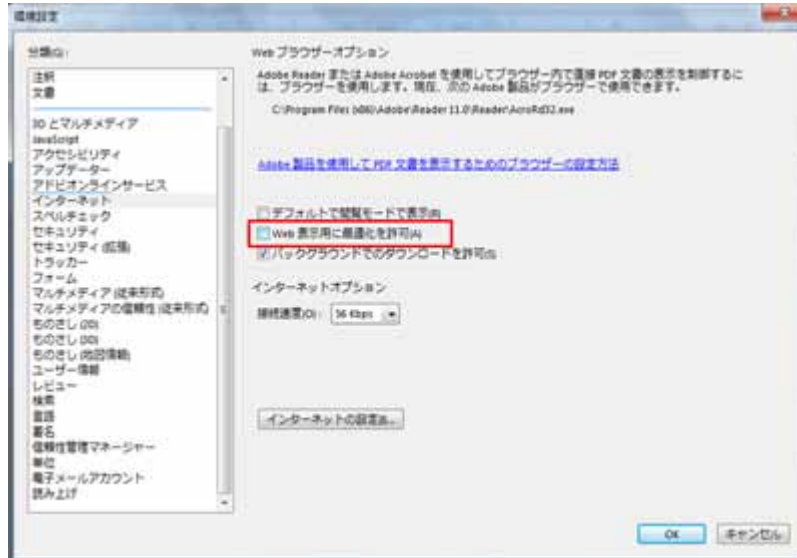 環境設定
分類(G):
注釈
文書
3D とマルチメディア
JavaScript
アクセシビリティ
アップデーター
アドビオンラインサービス
インターネット
スペルチェック
セキュリティ
セキュリティ (拡張)
トラッカー
フォーム
マルチメディア (従来形式)
マルチメディアの信頼性 (従来形式)
ものさし (2D)
ものさし (3D)
ものさし (地図情報)
ユーザー情報
レビュー
検索
言語
署名
信頼性管理マネージャー
単位
電子メールアカウント
読み上げ
Web ブラウザーオプション
Adobe Reader または Adobe Acrobat を使用してブラウザー内で直接 PDF 文書の表示を制御するに
は、ブラウザーを使用します。現在、次の Adobe 製品がブラウザーで使用できます。
C:\Program Files (x86)\Adobe\Reader 11.0\Reader\AcroRd32.exe
Adobe 製品を使用して PDF 文書を表示するためのブラウザーの設定方法
デフォルトで閲覧モードで表示(R)
Web 表示用に最適化を許可(A)
バックグラウンドでのダウンロードを許可(S)
インターネットオプション
接続速度(O): 56 Kbps
インターネットの設定(I)...
OK キャンセル